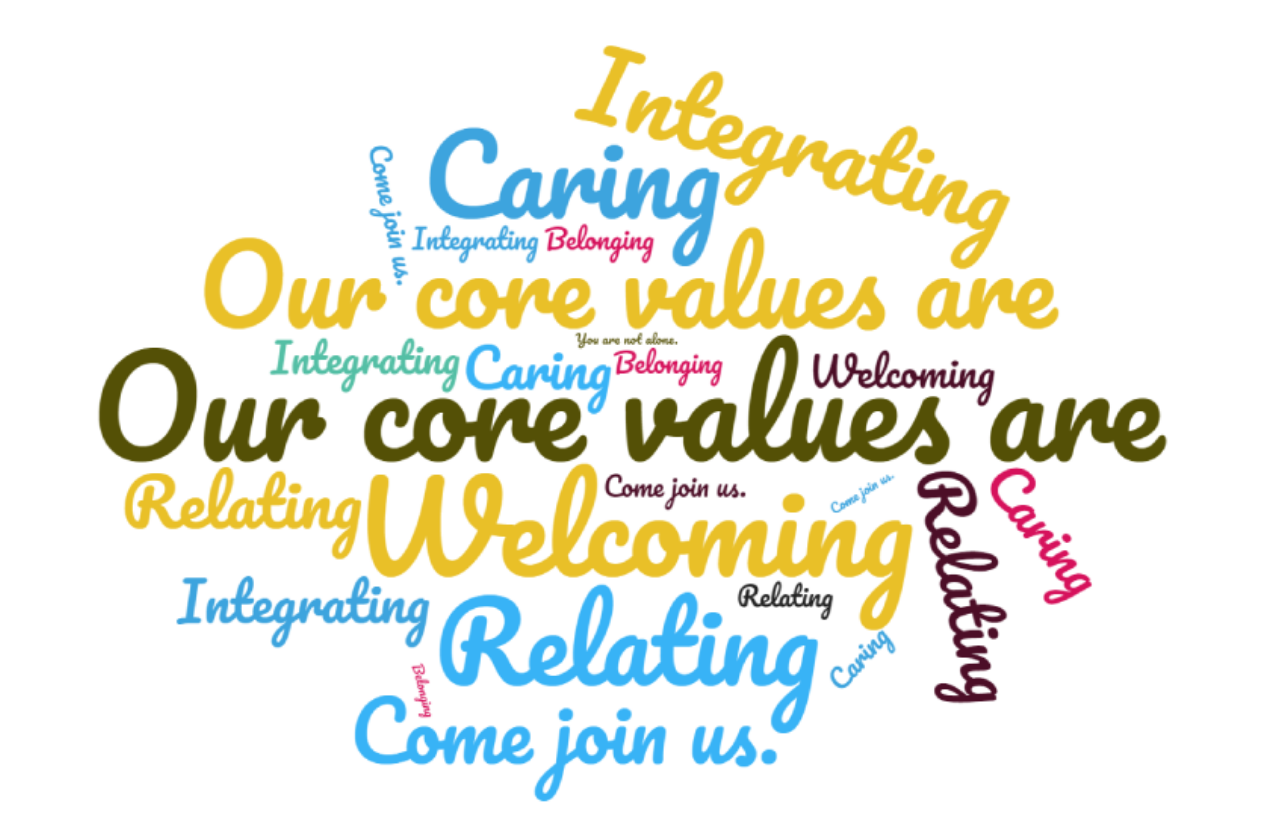 Integrating
Caring
Come join us.
Integrating Belonging
Our core values are
You are not alone.
Integrating Caring Belonging Welcoming
Our core values are
Relating Welcoming
Come join us.
Come join us.
Relating
Caring
Integrating
Relating
Relating
Caring
Belonging
Come join us.